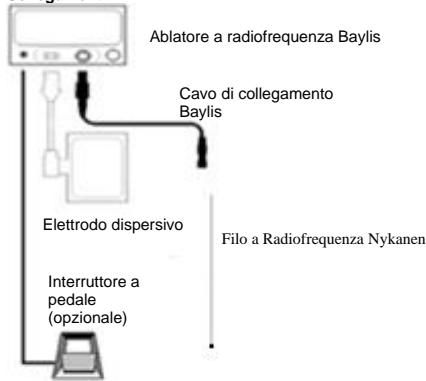 Ablatore a radiofrequenza Baylis
Cavo di collegamento
Baylis
Elettrodo dispersivo
Filo a Radiofrequenza Nykanen
Interruttore a
pedale
(opzionale)